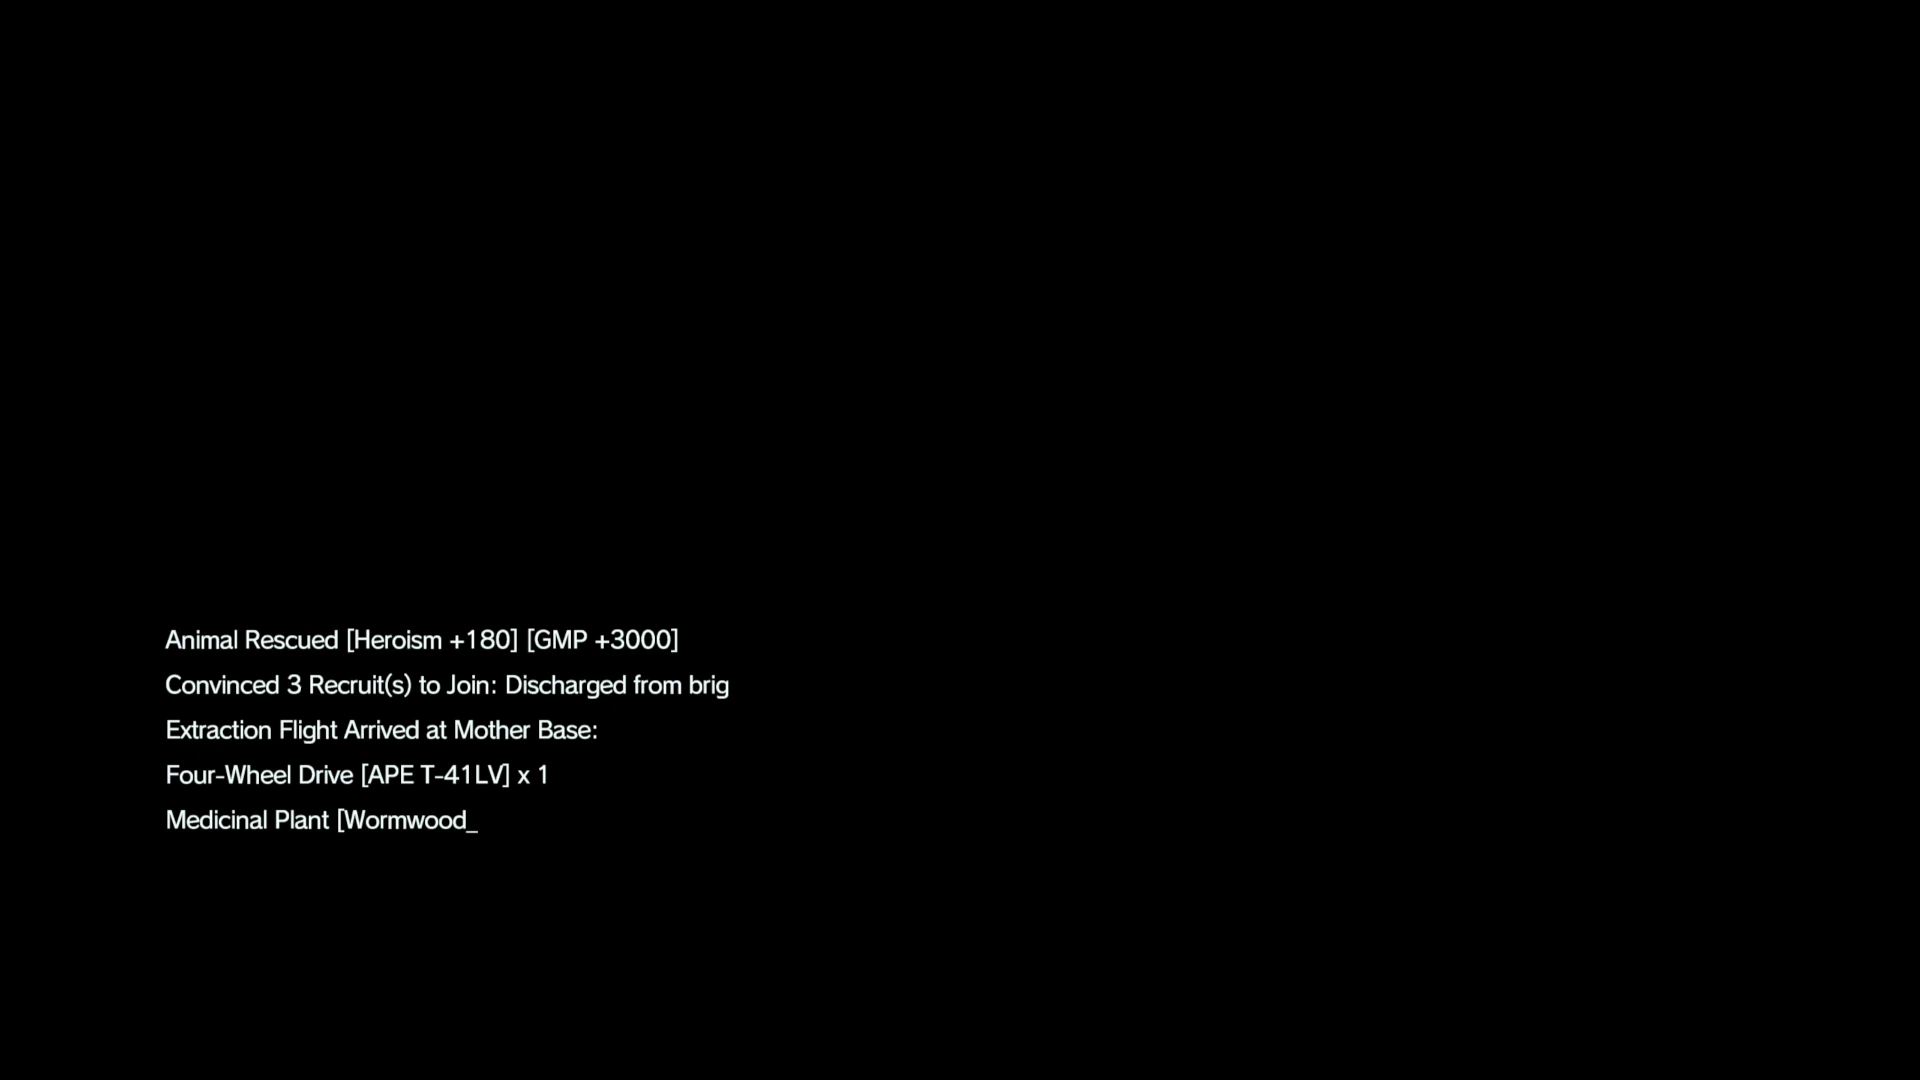 Animal Rescued [Heroism +180] [GMP +3000]
Convinced 3 Recruit(s) to Join: Discharged from brig
Extraction Flight Arrived at Mother Base:
Four-Wheel Drive [APE T-41LV] x 1
Medicinal Plant [Wormwood_